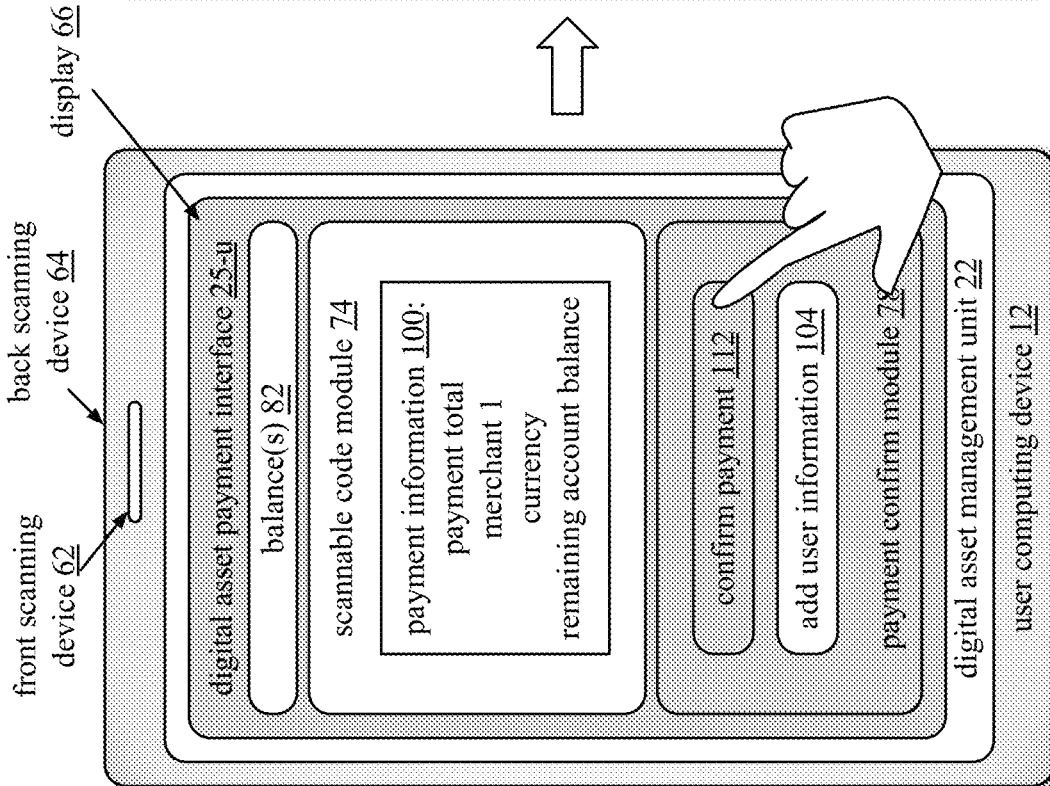 front scanning
device 62
back scanning
device 64
display 66
digital asset payment interface 25-u
balance(s) 82
scannable code module 74
payment information 100:
payment total
merchant 1
currency
remaining account balance
confirm payment 112
add user information 104
payment confirm module 78
digital asset management unit 22
user computing device 12